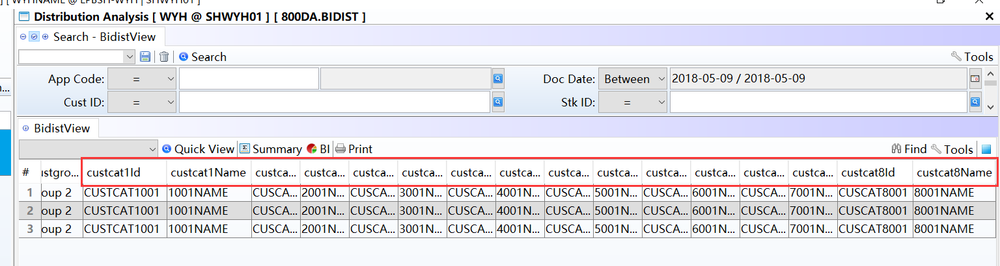 Distribution Analysis [ WYH @ SHWYH01 ] [ 800DA.BIDIST ]
Search - BidistView
Search Tools
App Code: = Doc Date: Between 2018-05-09 / 2018-05-09
Cust ID: = Stk ID: =
BidistView
Quick View Summary BI Print Find Tools
# ıstgro... custcat1Id custcat1Name custca... custca... custca... custca... custca... custca... custca... custca... custca... custca... custca... custca... custcat8Id custcat8Name
1 oup 2 CUSTCAT1001 1001NAME CUSCA... 2001N... CUSCA... 3001N... CUSCA... 4001N... CUSCA... 5001N... CUSCA... 6001N... CUSCA... 7001N... CUSCAT8001 8001NAME
2 oup 2 CUSTCAT1001 1001NAME CUSCA... 2001N... CUSCA... 3001N... CUSCA... 4001N... CUSCA... 5001N... CUSCA... 6001N... CUSCA... 7001N... CUSCAT8001 8001NAME
3 oup 2 CUSTCAT1001 1001NAME CUSCA... 2001N... CUSCA... 3001N... CUSCA... 4001N... CUSCA... 5001N... CUSCA... 6001N... CUSCA... 7001N... CUSCAT8001 8001NAME